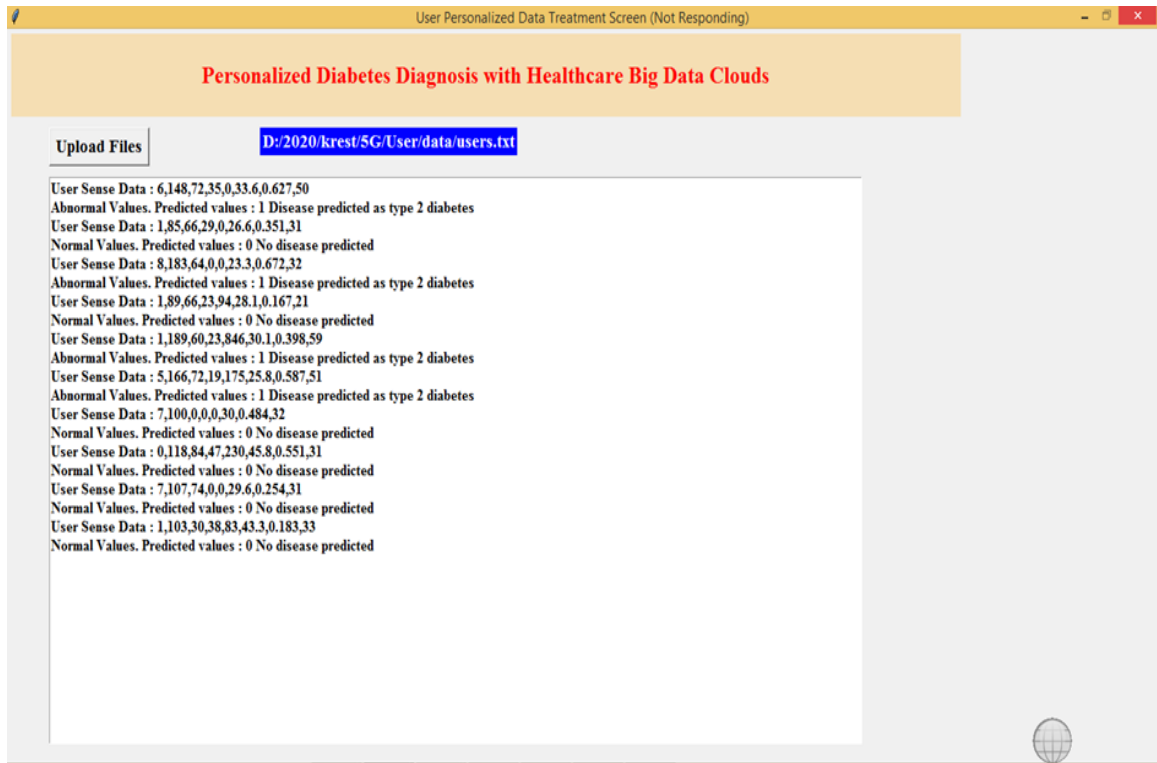 User Personalized Data Treatment Screen (Not Responding)
Personalized Diabetes Diagnosis with Healthcare Big Data Clouds
Upload Files
D:/2020/krest/5G/User/data/users.txt
User Sense Data : 6,148,72,35,0,33.6,0.627,50
Abnormal Values. Predicted values : 1 Disease predicted as type 2 diabetes
User Sense Data : 1,85,66,29,0,26.6,0.351,31
Normal Values. Predicted values : 0 No disease predicted
User Sense Data : 8,183,64,0,0,23.3,0.672,32
Abnormal Values. Predicted values : 1 Disease predicted as type 2 diabetes
User Sense Data : 1,89,66,23,94,28.1,0.167,21
Normal Values. Predicted values : 0 No disease predicted
User Sense Data : 1,189,60,23,846,30.1,0.398,59
Abnormal Values. Predicted values : 1 Disease predicted as type 2 diabetes
User Sense Data : 5,166,72,19,175,25.8,0.587,51
Abnormal Values. Predicted values : 1 Disease predicted as type 2 diabetes
User Sense Data : 7,100,0,0,0,30,0.484,32
Normal Values. Predicted values : 0 No disease predicted
User Sense Data : 0,118,84,47,230,45.8,0.551,31
Normal Values. Predicted values : 0 No disease predicted
User Sense Data : 7,107,74,0,0,29.6,0.254,31
Normal Values. Predicted values : 0 No disease predicted
User Sense Data : 1,103,30,38,83,43.3,0.183,33
Normal Values. Predicted values : 0 No disease predicted